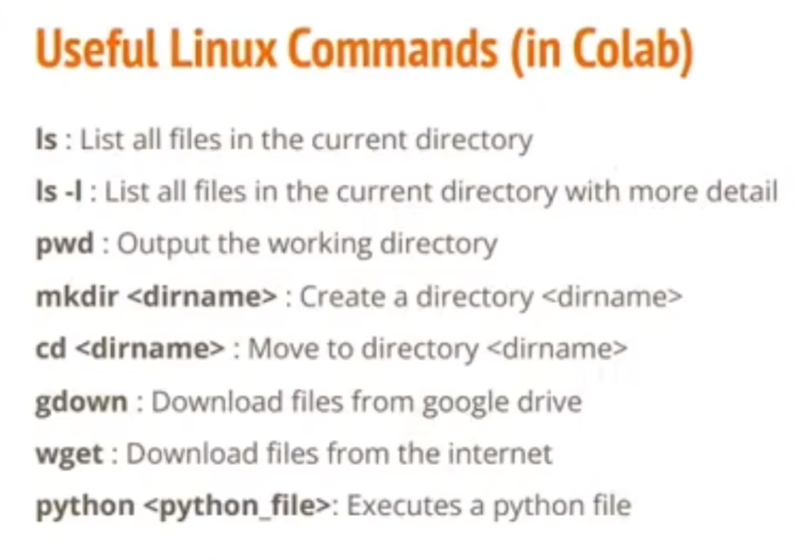 Useful Linux Commands (in Colab)
ls : List all files in the current directory
ls -l : List all files in the current directory with more detail
pwd : Output the working directory
mkdir <dirname> : Create a directory <dirname>
cd <dirname> : Move to directory <dirname>
gdown : Download files from google drive
wget : Download files from the internet
python <python_file>: Executes a python file